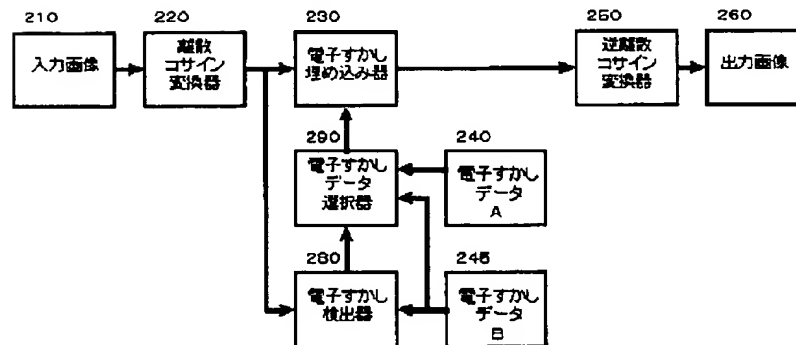 210
220
230
250
260
入力画像
離散
コサイン
変換器
電子すかし
埋め込み器
逆離散
コサイン
変換器
出力画像
290
240
電子すかし
データ
選択器
電子すかし
データ
A
280
245
電子すかし
検出器
電子すかし
データ
B